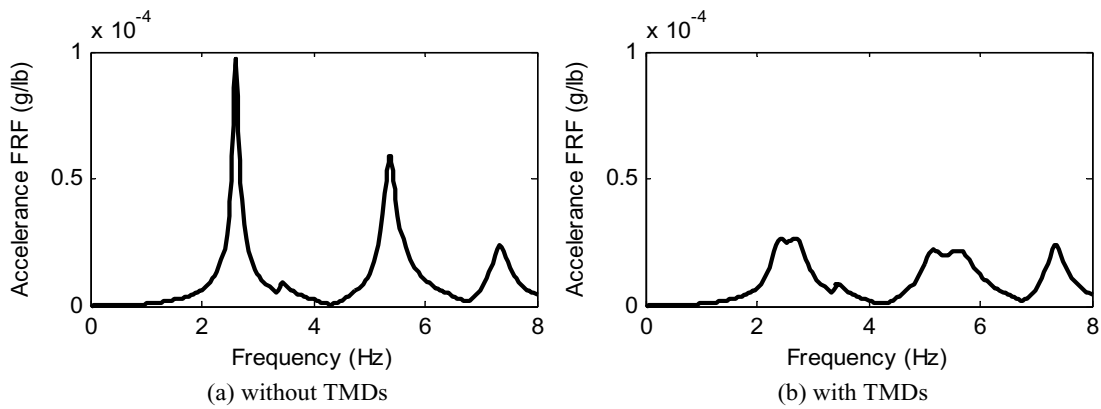 x 10⁻⁴
1
0.5
0
Accelerance FRF (g/lb)
0 2 4 6 8
Frequency (Hz)
(a) without TMDs
x 10⁻⁴
1
0.5
0
Accelerance FRF (g/lb)
0 2 4 6 8
Frequency (Hz)
(b) with TMDs